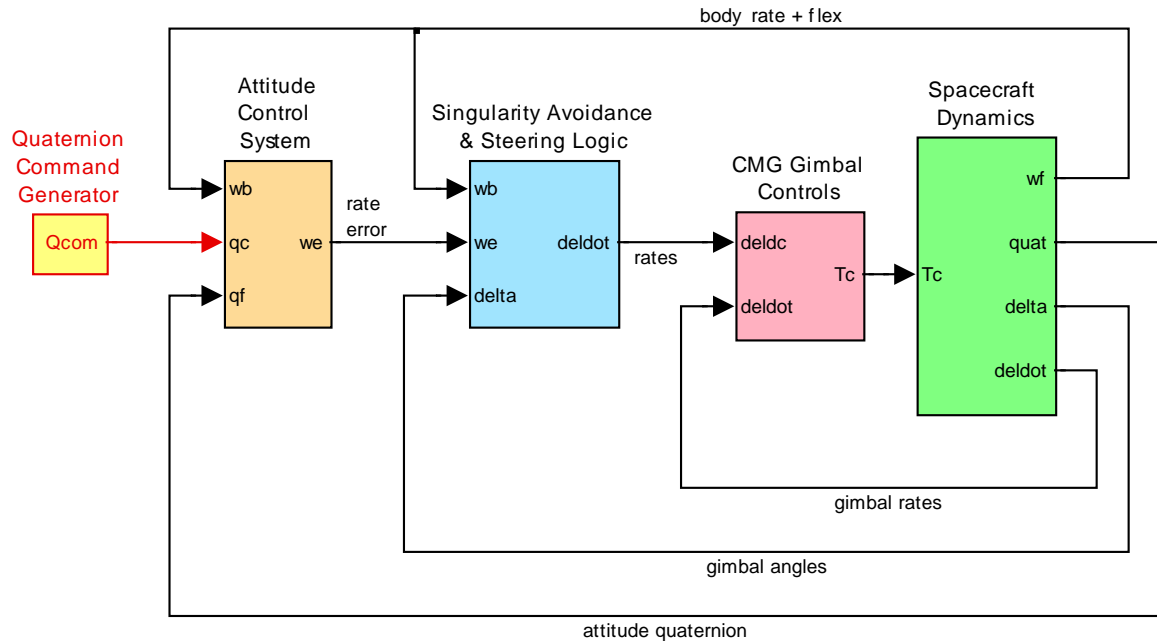 body rate + flex
Attitude
Control
System
Singularity Avoidance
& Steering Logic
Spacecraft
Dynamics
Quaternion
Command
Generator
CMG Gimbal
Controls
wb
wb
wf
rate
error
Qcom
qc
we
we
deldot
rates
deldc
quat
Tc
Tc
qf
delta
deldot
delta
deldot
gimbal rates
gimbal angles
attitude quaternion